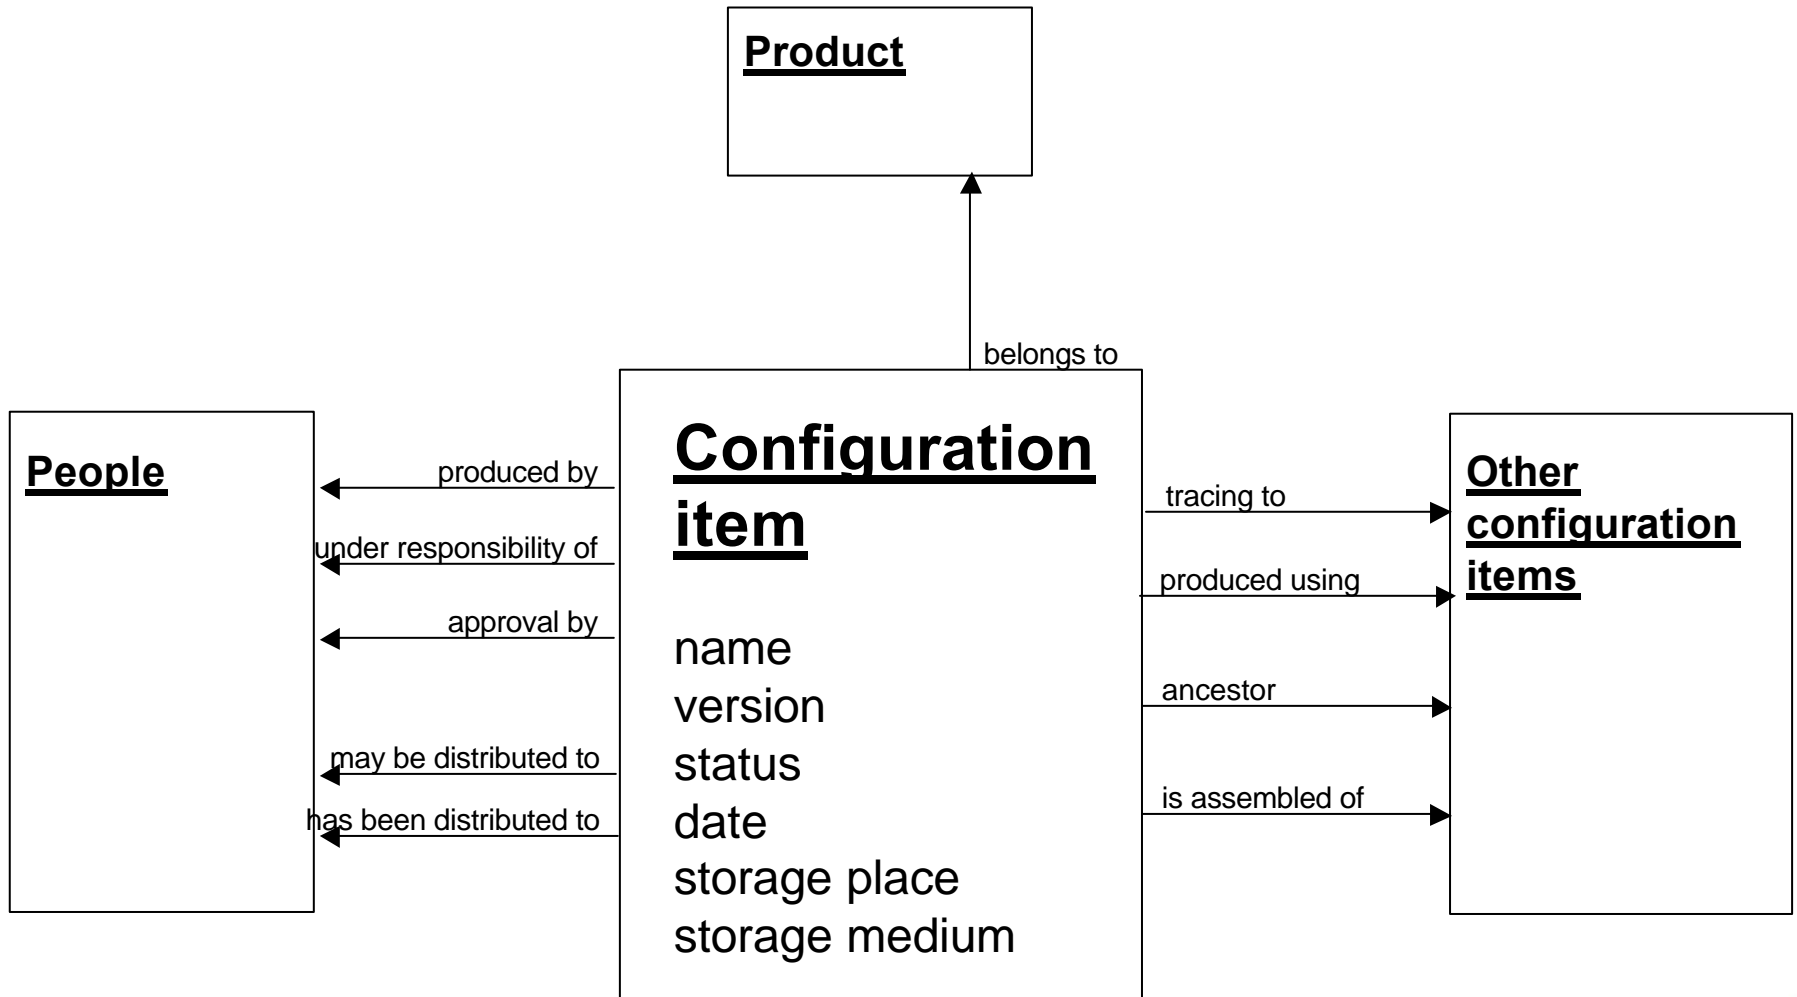 Product
belongs to
People
produced by
under responsibility of
approval by
may be distributed to
has been distributed to
Configuration
item
name
version
status
date
storage place
storage medium
tracing to
produced using
ancestor
is assembled of
Other
configuration
items